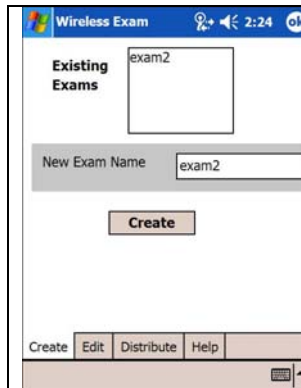 Wireless Exam 2:24 ok
Existing Exams
exam2
New Exam Name exam2
Create
Create Edit Distribute Help